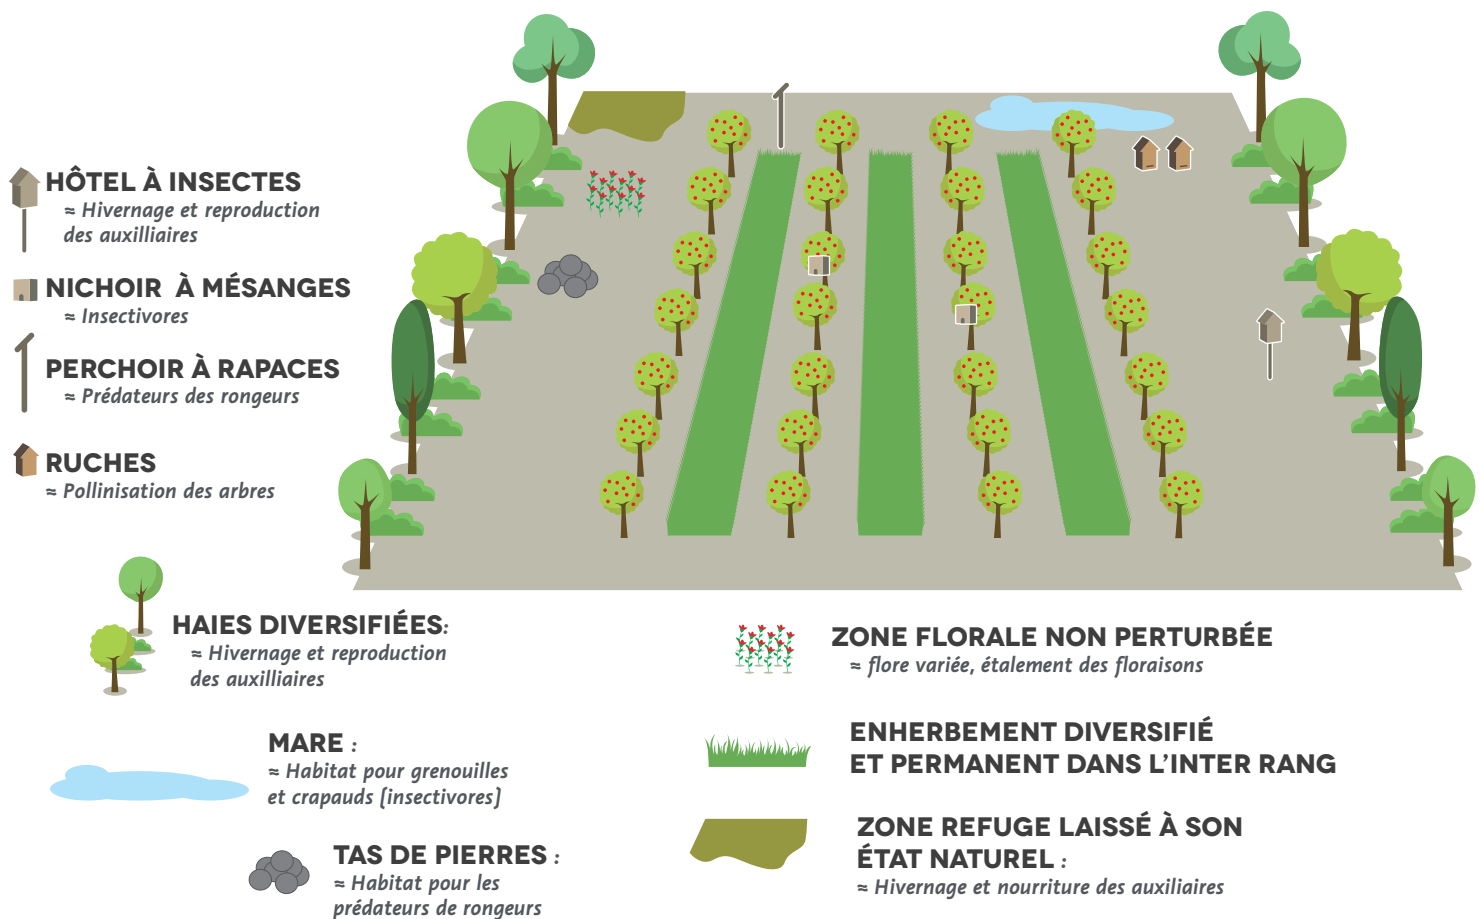 HÔTEL À INSECTES
≈ Hivernage et reproduction
des auxilliaires
NICHOIR À MÉSANGES
≈ Insectivores
PERCHOIR À RAPACES
≈ Prédateurs des rongeurs
RUCHES
≈ Pollinisation des arbres
HAIES DIVERSIFIÉES:
≈ Hivernage et reproduction
des auxilliaires
MARE :
≈ Habitat pour grenouilles
et crapauds (insectivores)
TAS DE PIERRES :
≈ Habitat pour les
prédateurs de rongeurs
ZONE FLORALE NON PERTURBÉE
≈ flore variée, étalement des floraisons
ENHERBEMENT DIVERSIFIÉ
ET PERMANENT DANS L'INTER RANG
ZONE REFUGE LAISSÉ À SON
ÉTAT NATUREL :
≈ Hivernage et nourriture des auxiliaires